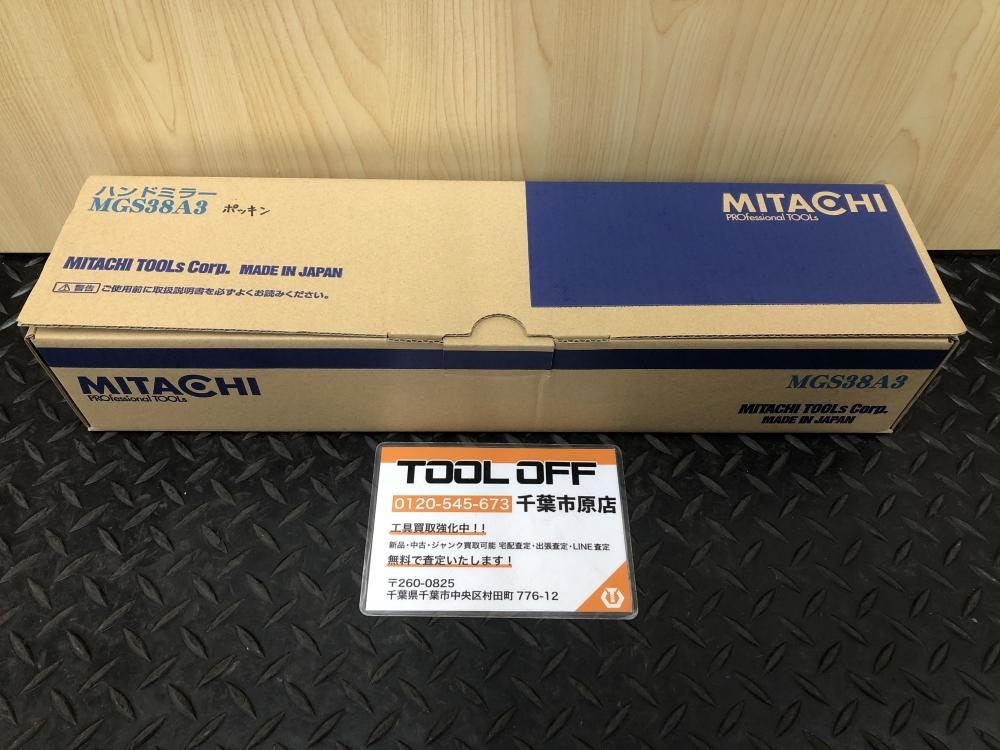 ハンドミラー
MGS38A3 ポッキン
MITACHI TOOLs Corp. MADE IN JAPAN
⚠警告 ご使用前に取扱説明書を必ずよくお読みください。
MITACHI
PROfessional TOOLs
MITACHI
PROfessional TOOLs
MGS38A3
MITACHI TOOLs Corp.
MADE IN JAPAN
TOOL OFF
0120-545-673 千葉市原店
工具買取強化中!!
新品・中古・ジャンク買取可能 宅配査定・出張査定・LINE査定
無料で査定いたします!
〒260-0825
千葉県千葉市中央区村田町 776-12